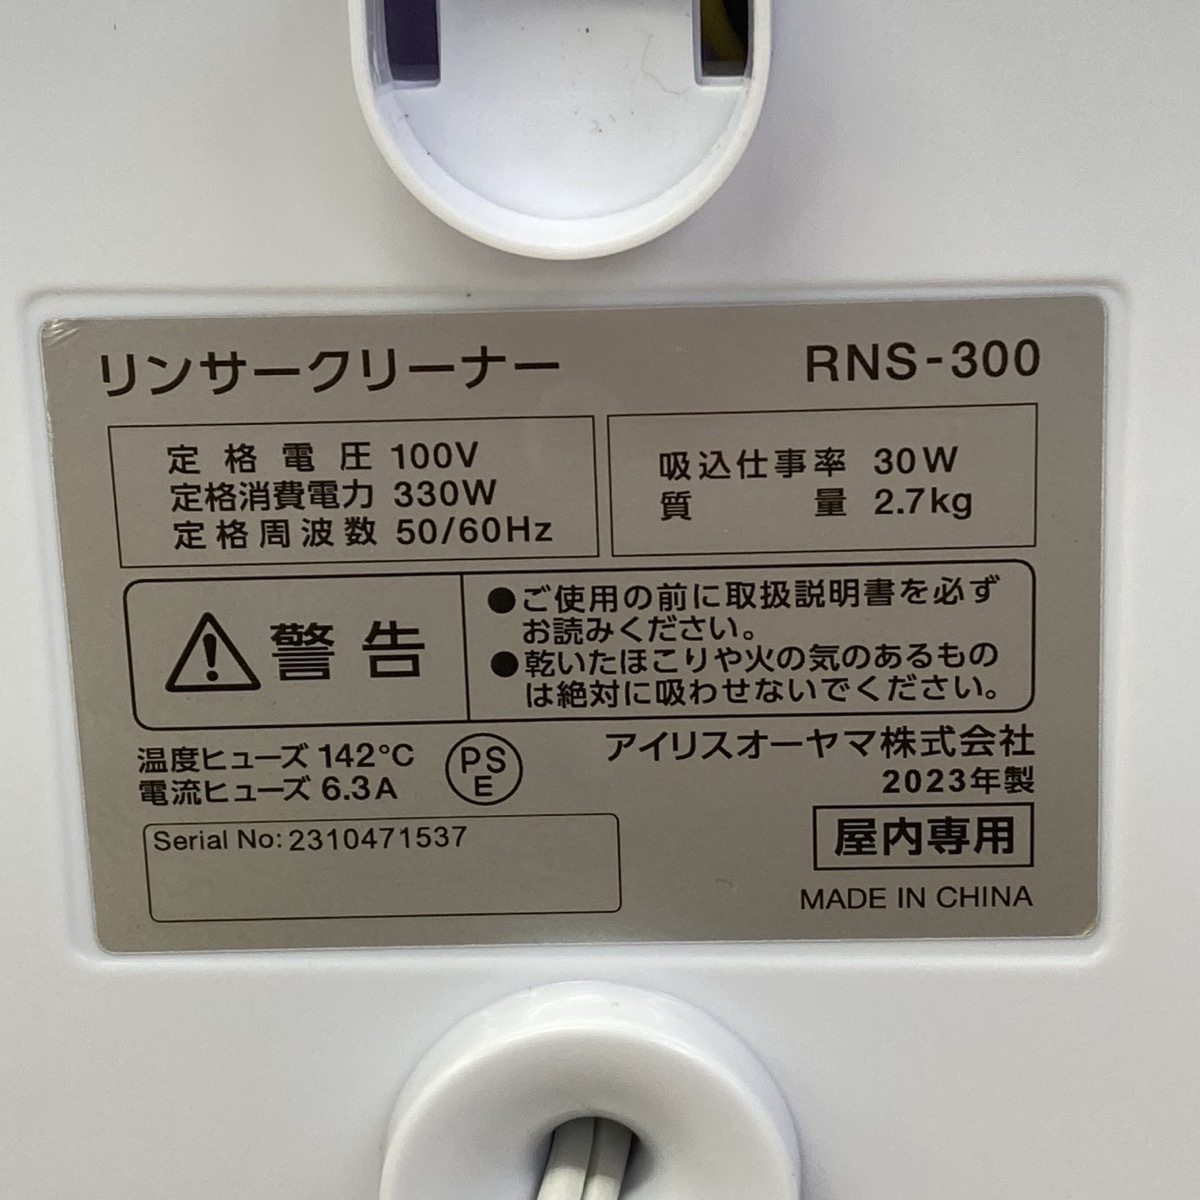 リンサークリーナー RNS-300
定格電圧 100V
定格消費電力 330W
定格周波数 50/60Hz
吸込仕事率 30W
質量 2.7kg
警告
●ご使用の前に取扱説明書を必ず
お読みください。
●乾いたほこりや火の気のあるもの
は絶対に吸わせないでください。
温度ヒューズ 142℃
電流ヒューズ 6.3A
PS
E
アイリスオーヤマ株式会社
2023年製
Serial No: 2310471537
屋内専用
MADE IN CHINA